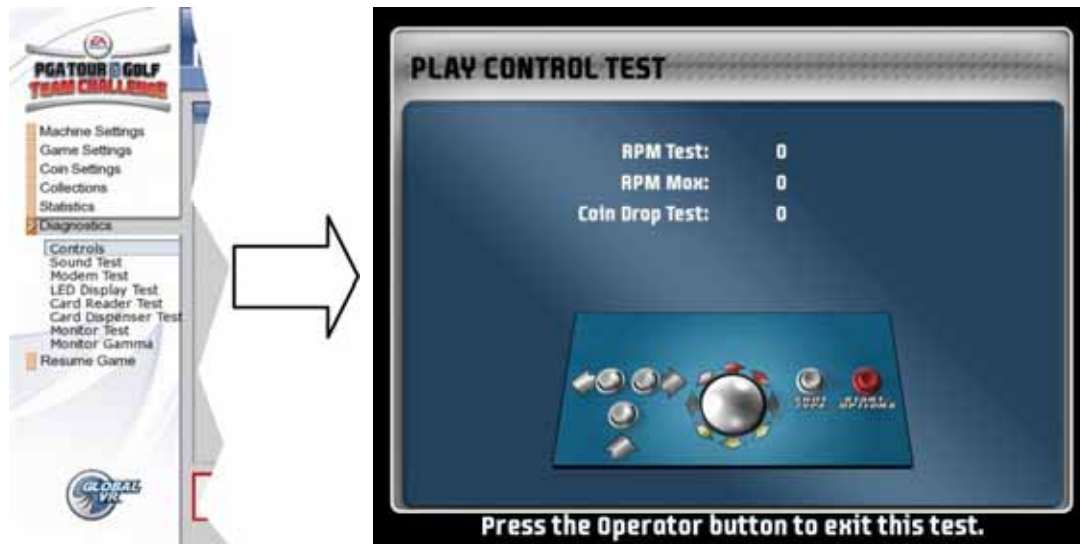 EA
PGA TOUR GOLF
TEAM CHALLENGE
Machine Settings
Game Settings
Coin Settings
Collections
Statistics
Diagnostics
Controls
Sound Test
Modem Test
LED Display Test
Card Reader Test
Card Dispenser Test
Monitor Test
Monitor Gamma
Resume Game
GLOBAL
VR
PLAY CONTROL TEST
RPM Test: 0
RPM Max: 0
Coin Drop Test: 0
SHOT TYPE
START OPTIONS
Press the Operator button to exit this test.